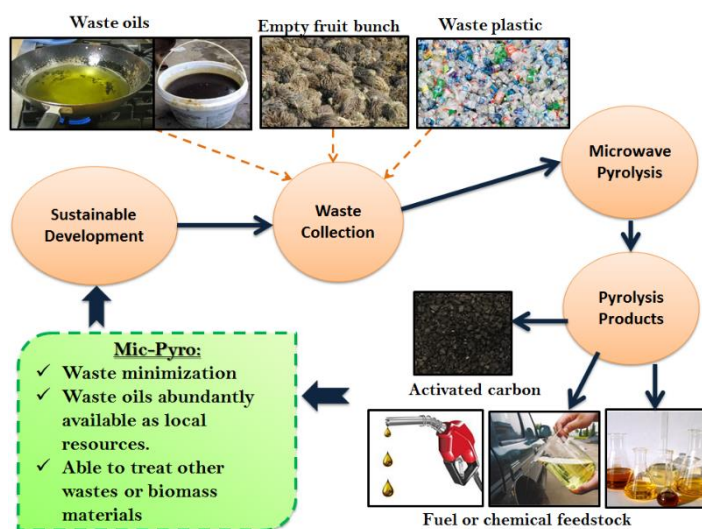 Waste oils
Empty fruit bunch
Waste plastic
Microwave
Pyrolysis
Sustainable
Development
Waste
Collection
Pyrolysis
Products
Mic-Pyro:
✓ Waste minimization
✓ Waste oils abundantly
available as local
resources.
✓ Able to treat other
wastes or biomass
materials
Activated carbon
Fuel or chemical feedstock